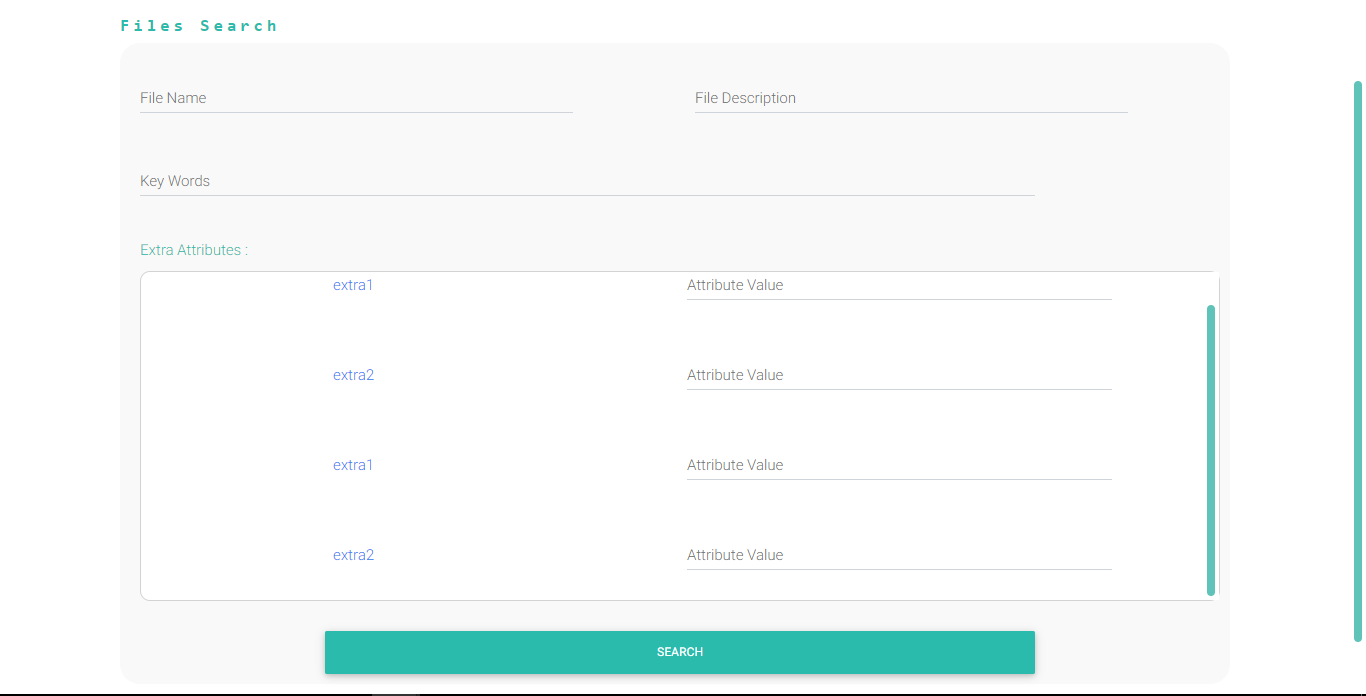 Files Search
File Name File Description
Key Words
Extra Attributes :
extra1 Attribute Value
extra2 Attribute Value
extra1 Attribute Value
extra2 Attribute Value
SEARCH